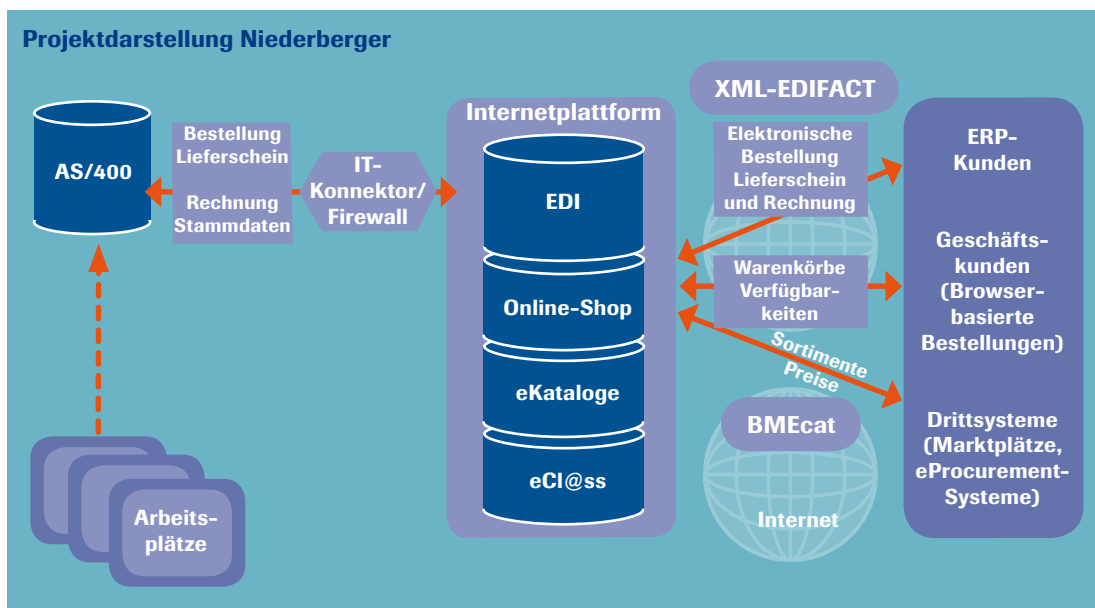 Projektdarstellung Niederberger
AS/400
Bestellung
Lieferschein
Rechnung
Stammdaten
IT-
Konnektor/
Firewall
Arbeits-
plätze
Internetplattform
EDI
Online-Shop
eKataloge
eCl@ss
XML-EDIFACT
Elektronische
Bestellung
Lieferschein
und Rechnung
Warenkörbe
Verfügbar-
keiten
Sortimente
Preise
BMEcat
Internet
ERP-
Kunden
Geschäfts-
kunden
(Browser-
basierte
Bestellungen)
Drittsysteme
(Marktplätze,
eProcurement-
Systeme)